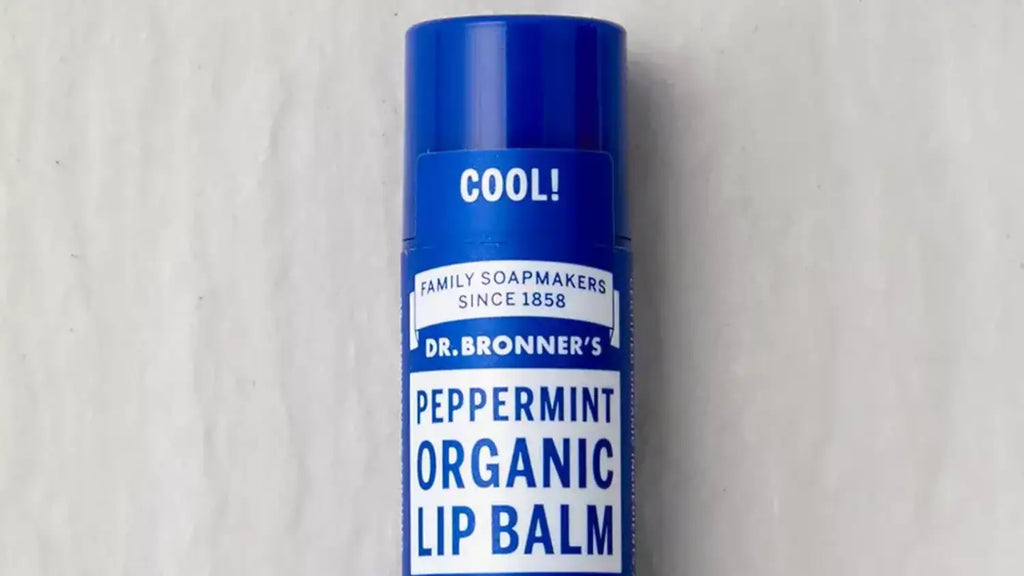 COOL!
FAMILY SOAPMAKERS
SINCE 1858
DR. BRONNER'S
PEPPERMINT
ORGANIC
LIP BALM